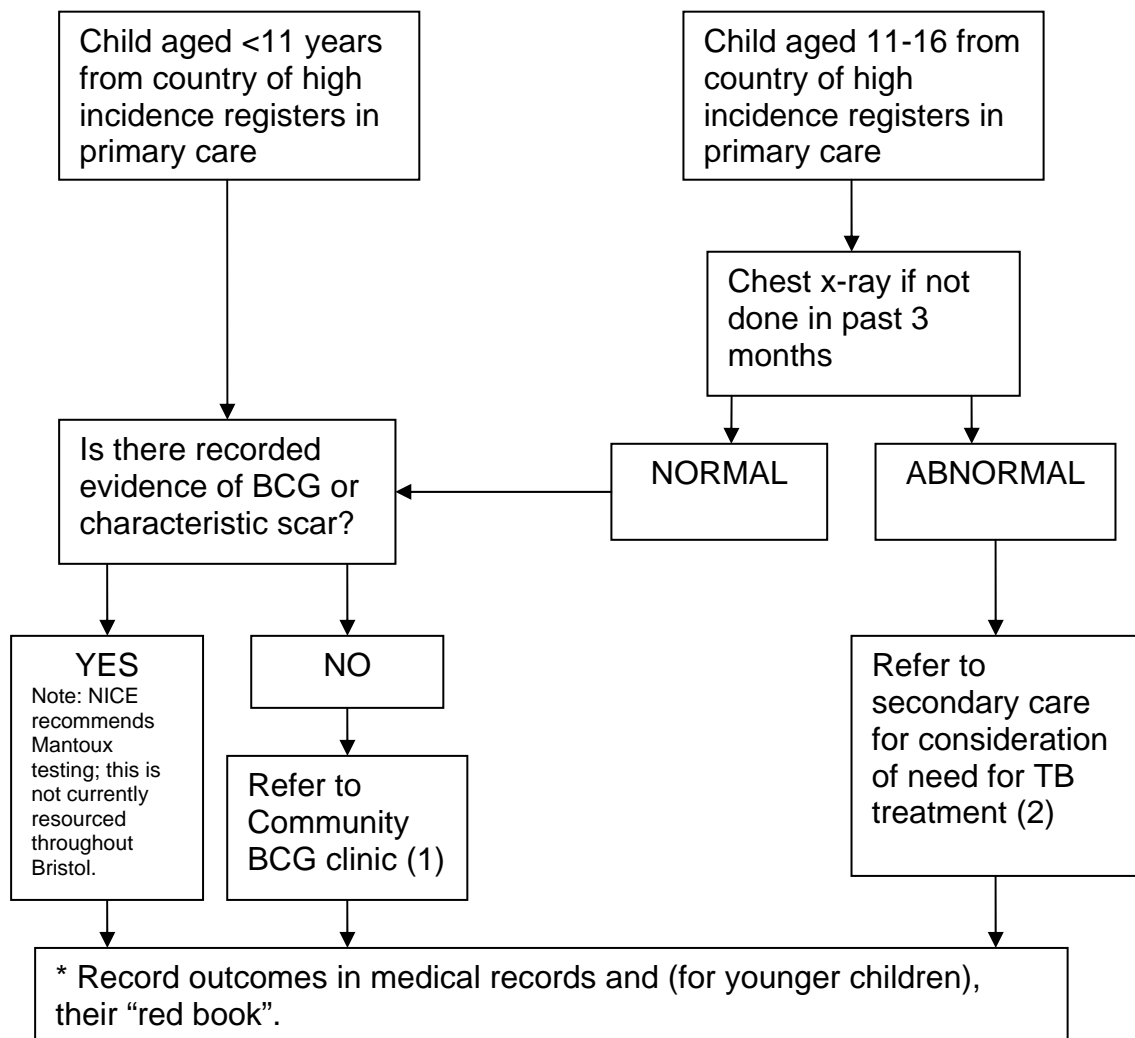 Child aged <11 years
from country of high
incidence registers in
primary care
Child aged 11-16 from
country of high
incidence registers in
primary care
Chest x-ray if not
done in past 3
months
Is there recorded
evidence of BCG or
characteristic scar?
NORMAL
ABNORMAL
YES
Note: NICE
recommends
Mantoux
testing; this is
not currently
resourced
throughout
Bristol.
NO
Refer to
Community
BCG clinic (1)
Refer to
secondary care
for consideration
of need for TB
treatment (2)
* Record outcomes in medical records and (for younger children),
their “red book”.